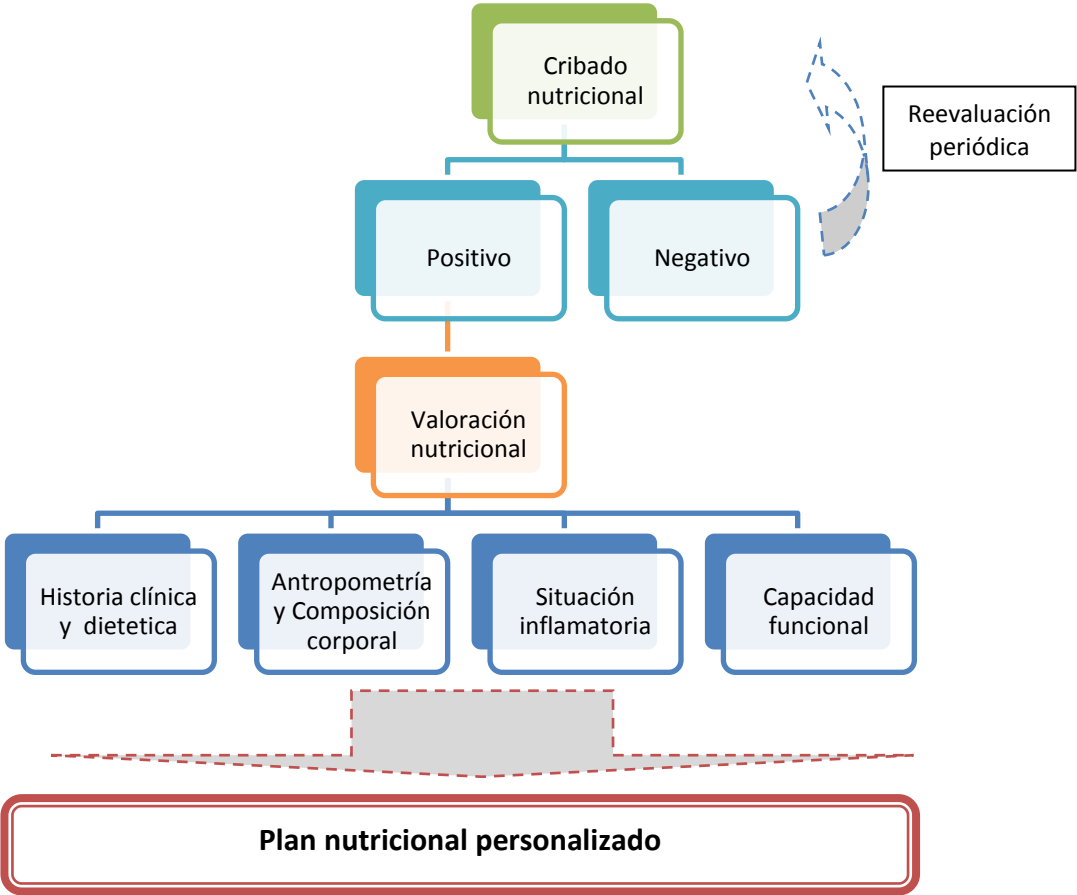 Cribado
nutricional
Reevaluación
periódica
Positivo
Negativo
Valoración
nutricional
Historia clínica
y dietetica
Antropometría
y Composición
corporal
Situación
inflamatoria
Capacidad
funcional
Plan nutricional personalizado